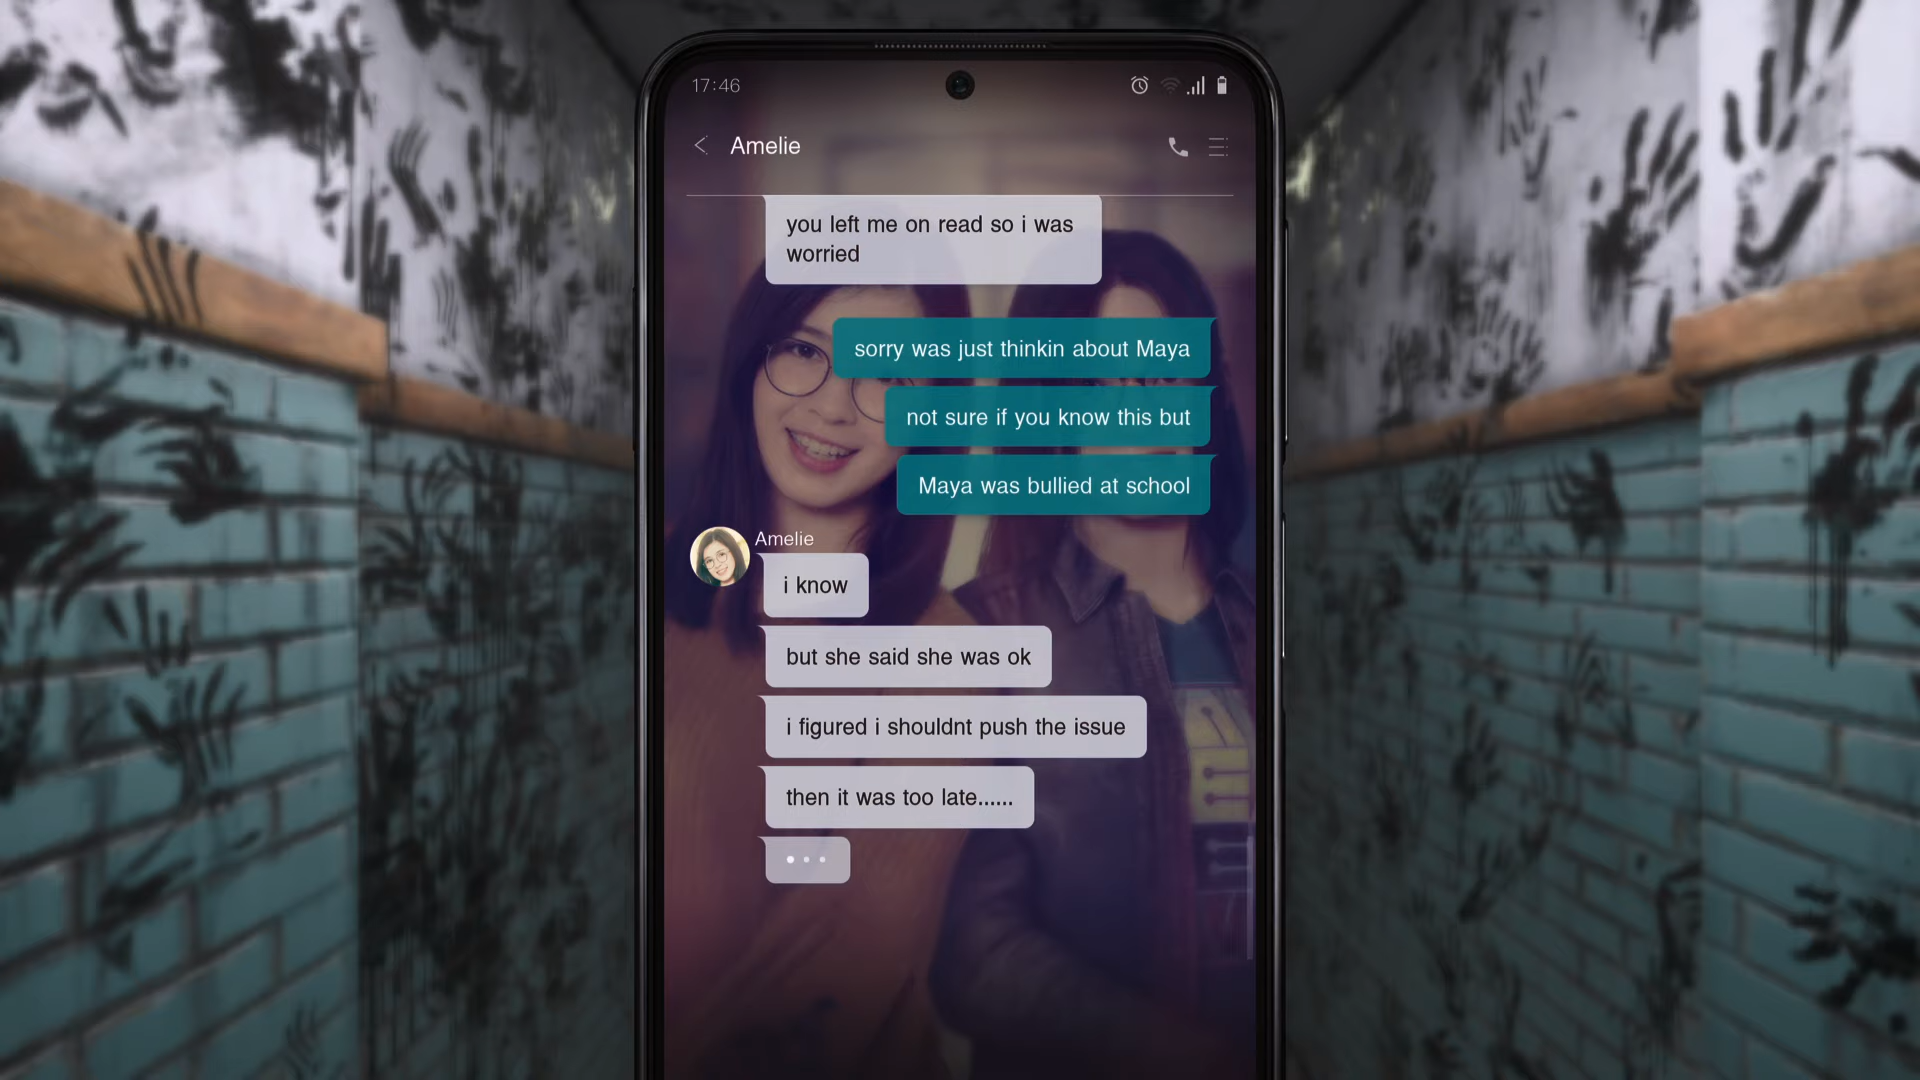 17:46
Amelie
you left me on read so i was
worried
sorry was just thinkin about Maya
not sure if you know this but
Maya was bullied at school
Amelie
i know
but she said she was ok
i figured i shouldnt push the issue
then it was too late......